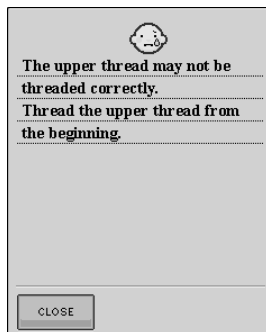 The upper thread may not be
threaded correctly.
Thread the upper thread from
the beginning.
CLOSE